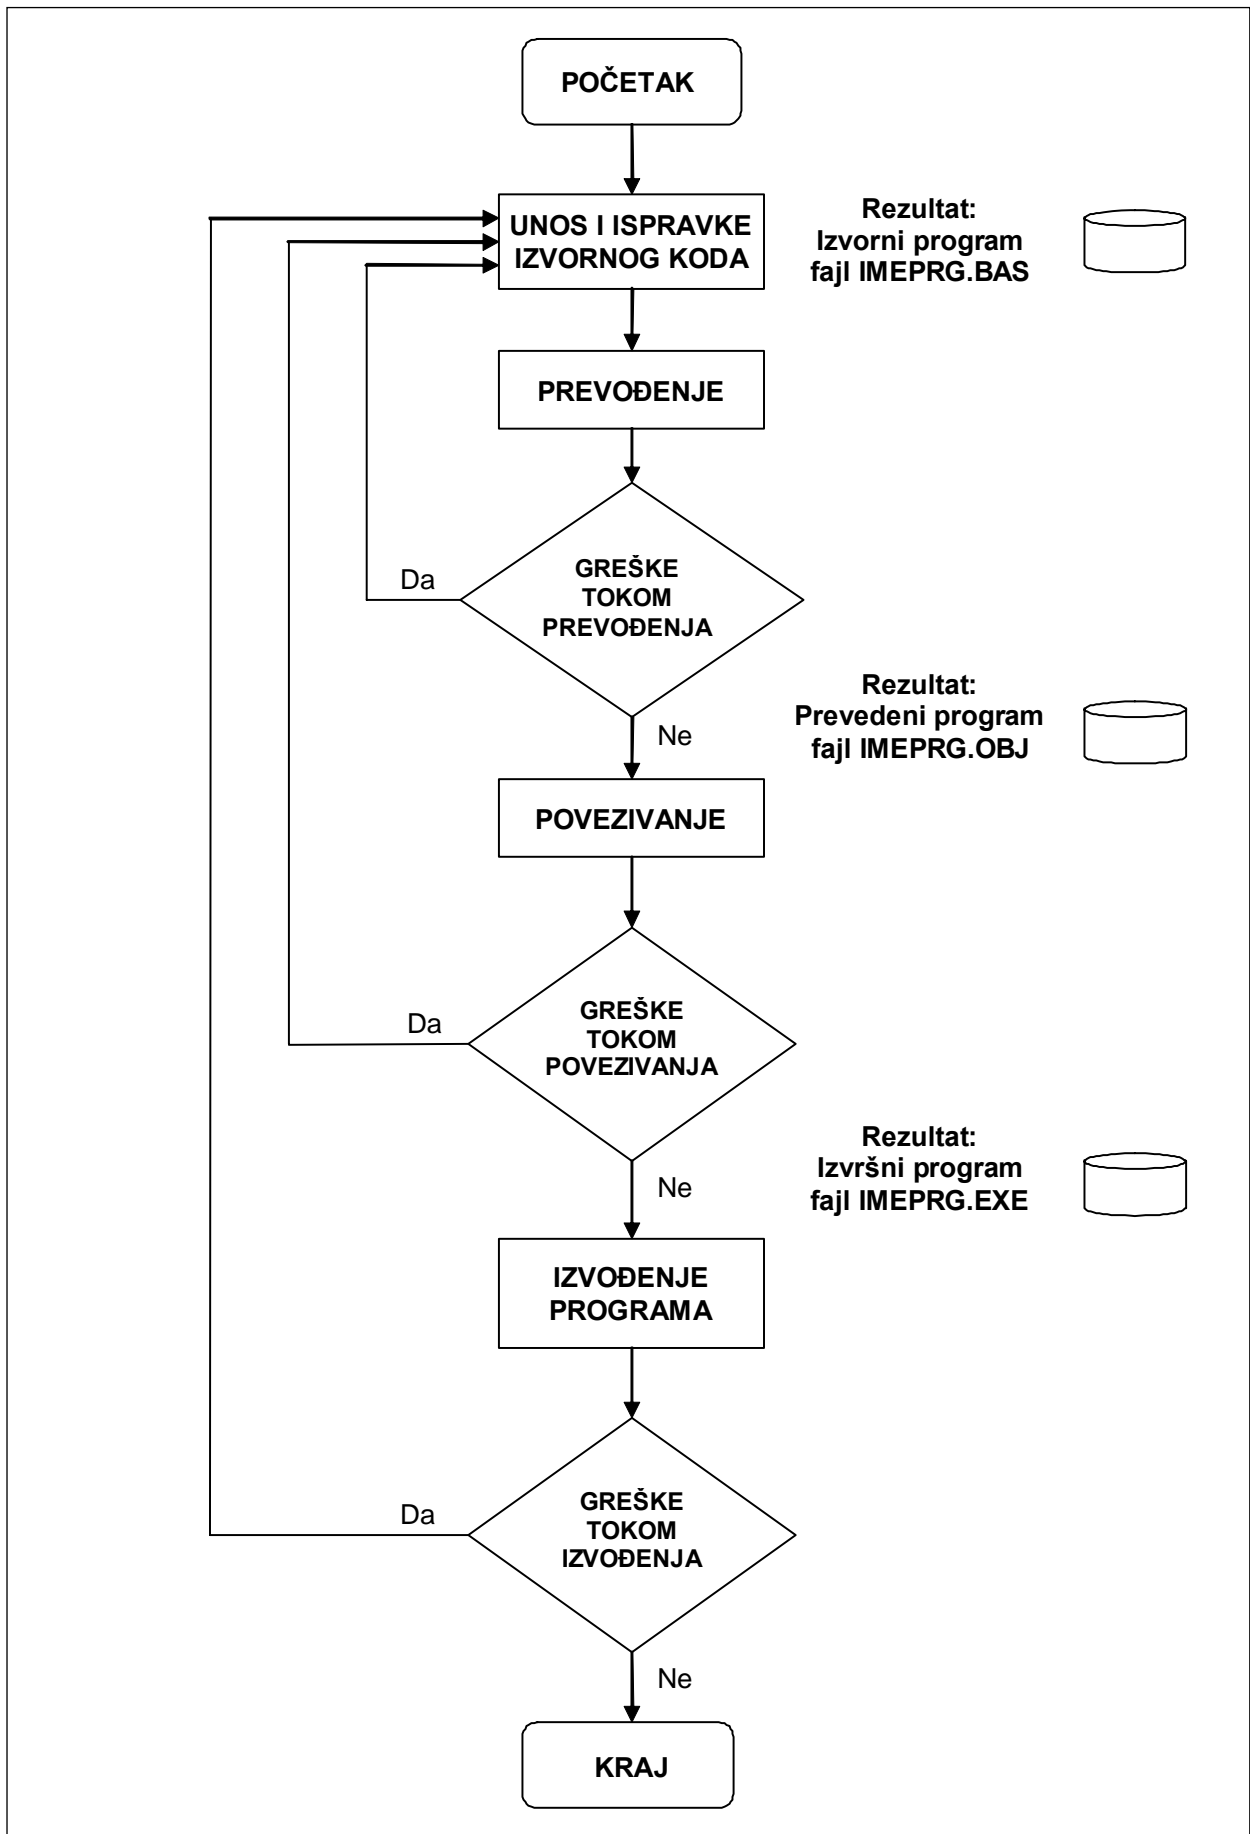 POČETAK
UNOS I ISPRAVKE
IZVORNOG KODA
Rezultat:
Izvorni program
fajl IMEPRG.BAS
PREVOĐENJE
GREŠKE
TOKOM
PREVOĐENJA
Da
Ne
Rezultat:
Prevedeni program
fajl IMEPRG.OBJ
POVEZIVANJE
GREŠKE
TOKOM
POVEZIVANJA
Da
Ne
Rezultat:
Izvršni program
fajl IMEPRG.EXE
IZVOĐENJE
PROGRAMA
GREŠKE
TOKOM
IZVOĐENJA
Da
Ne
KRAJ